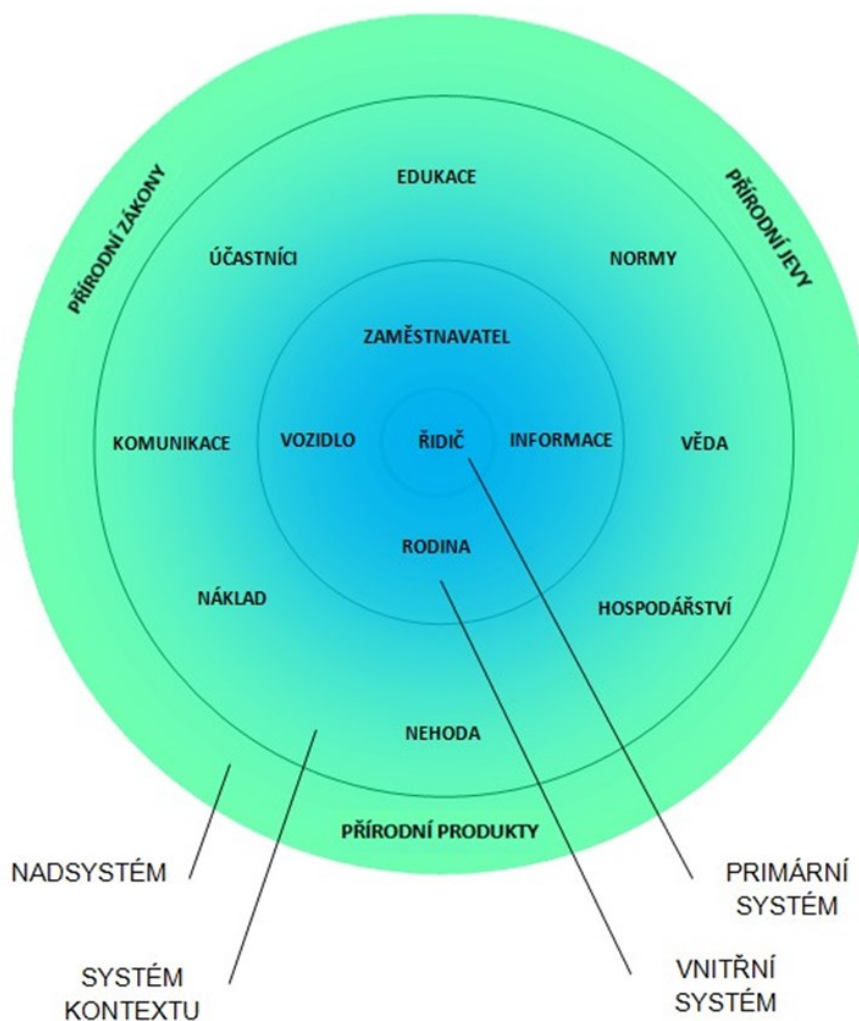 EDUKACE
PŘÍRODNÍ ZÁKONY
PŘÍRODNÍ JEVY
ÚČASTNÍCI
NORMY
ZAMĚSTNAVATEL
KOMUNIKACE
VOZIDLO
ŘIDIČ
INFORMACE
VĚDA
RODINA
NÁKLAD
HOSPODÁŘSTVÍ
NEHODA
PŘÍRODNÍ PRODUKTY
NADSYSTÉM
PRIMÁRNÍ
SYSTÉM
SYSTÉM
KONTEXTU
VNITŘNÍ
SYSTÉM